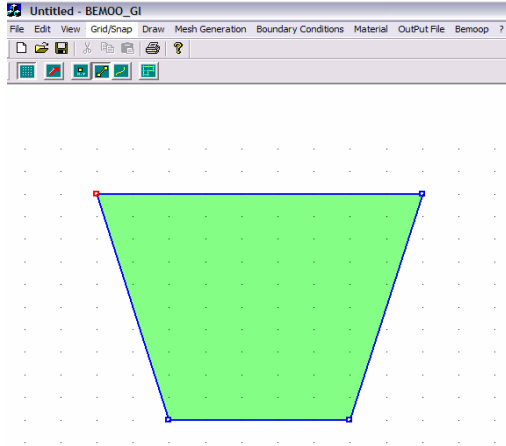 Untitled - BEMOO_GI
File Edit View Grid/Snap Draw Mesh Generation Boundary Conditions Material OutPut File Bemoop ?